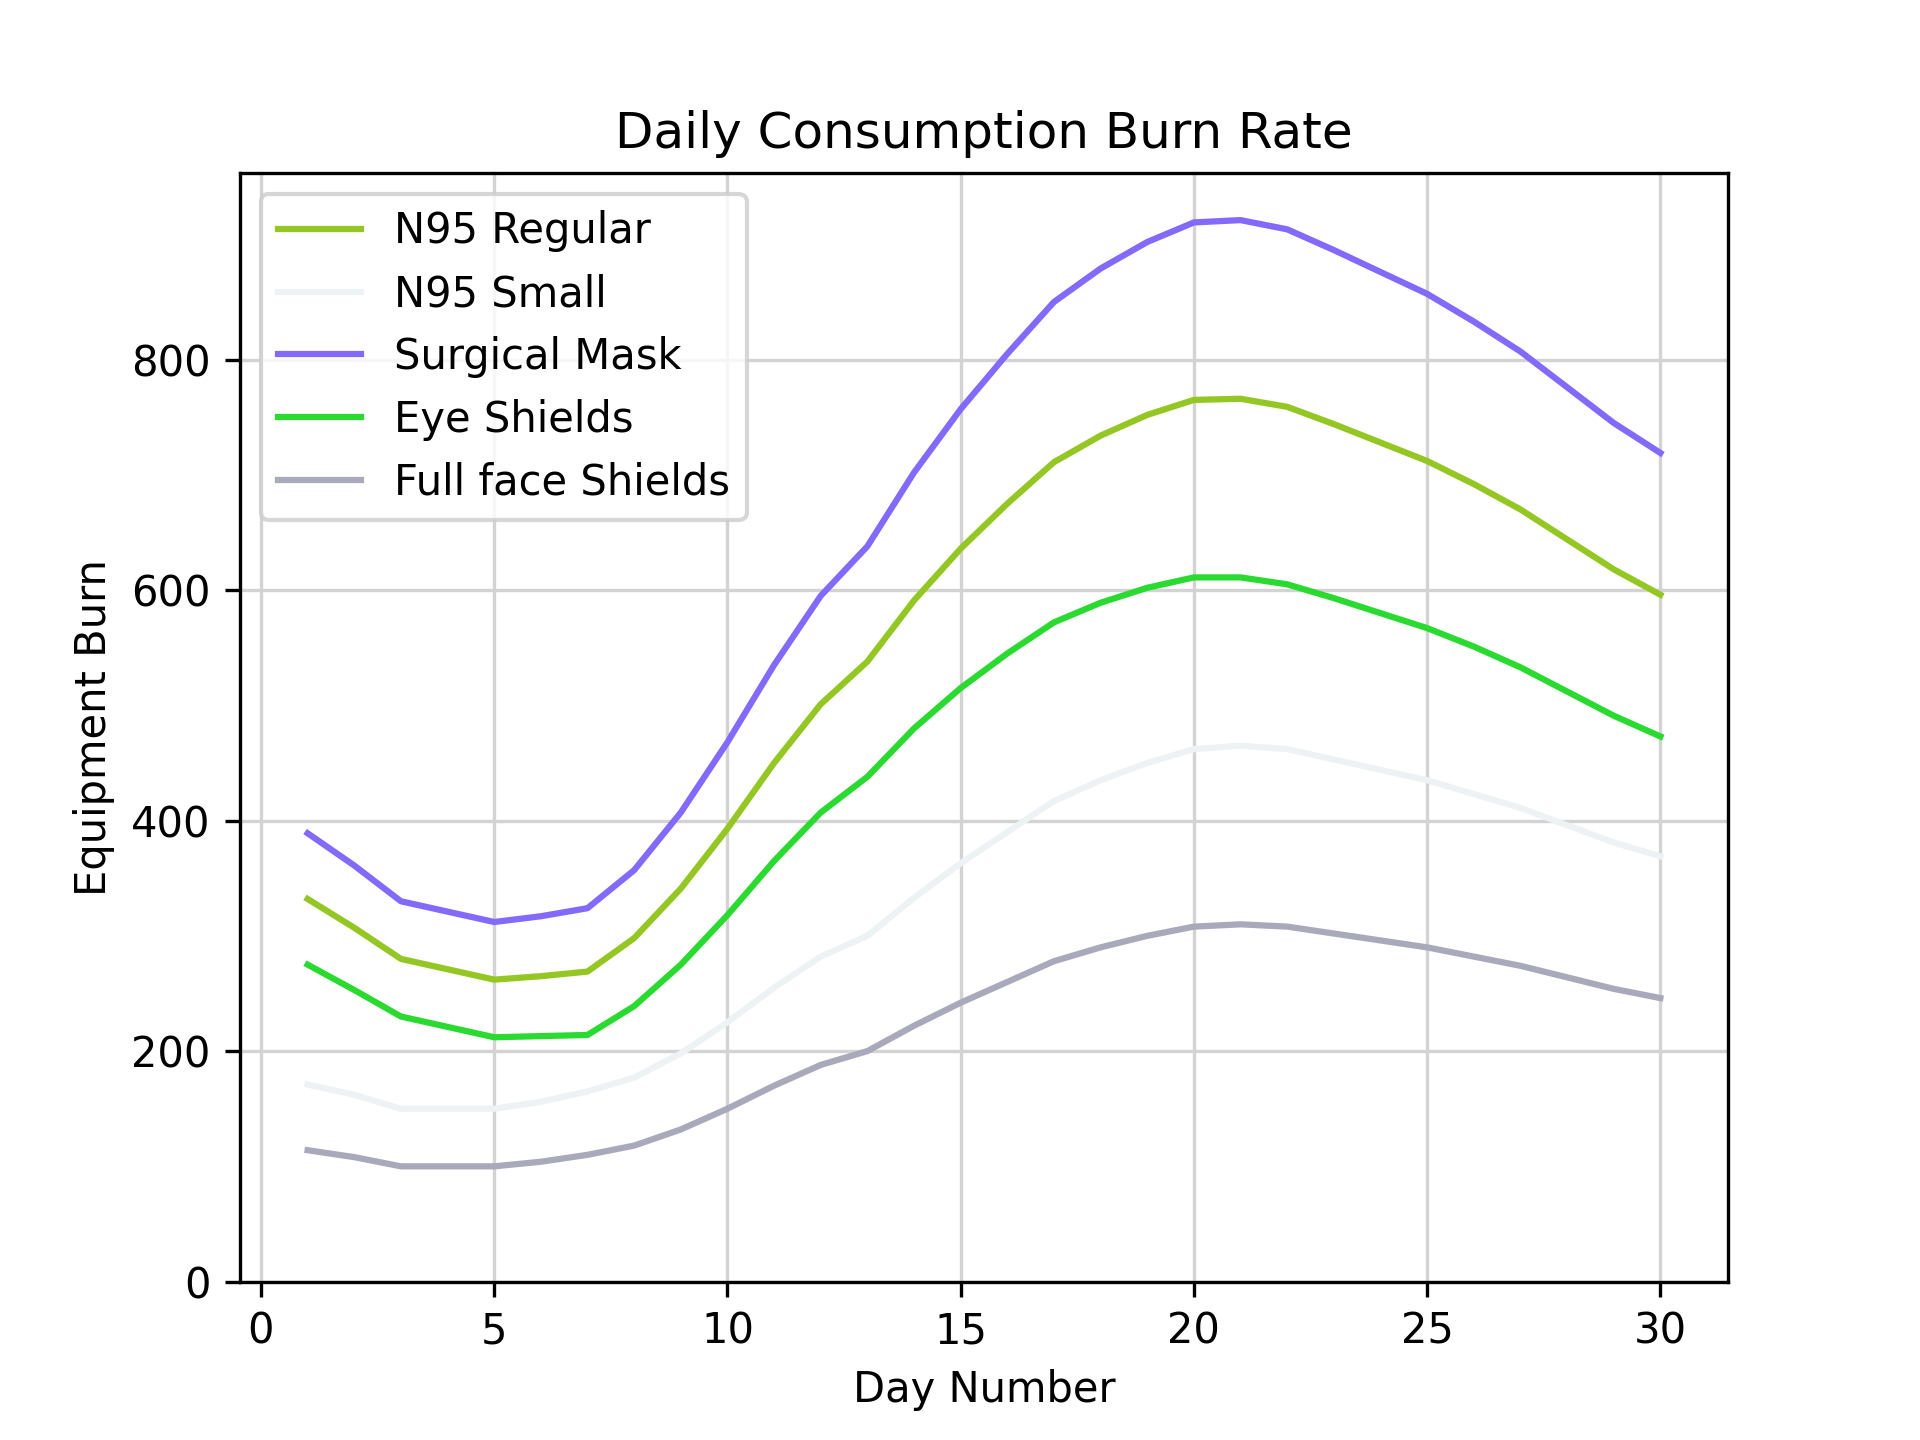 Daily Consumption Burn Rate
N95 Regular
N95 Small
Surgical Mask
Eye Shields
Full face Shields
Equipment Burn
800
600
400
200
0
0 5 10 15 20 25 30
Day Number